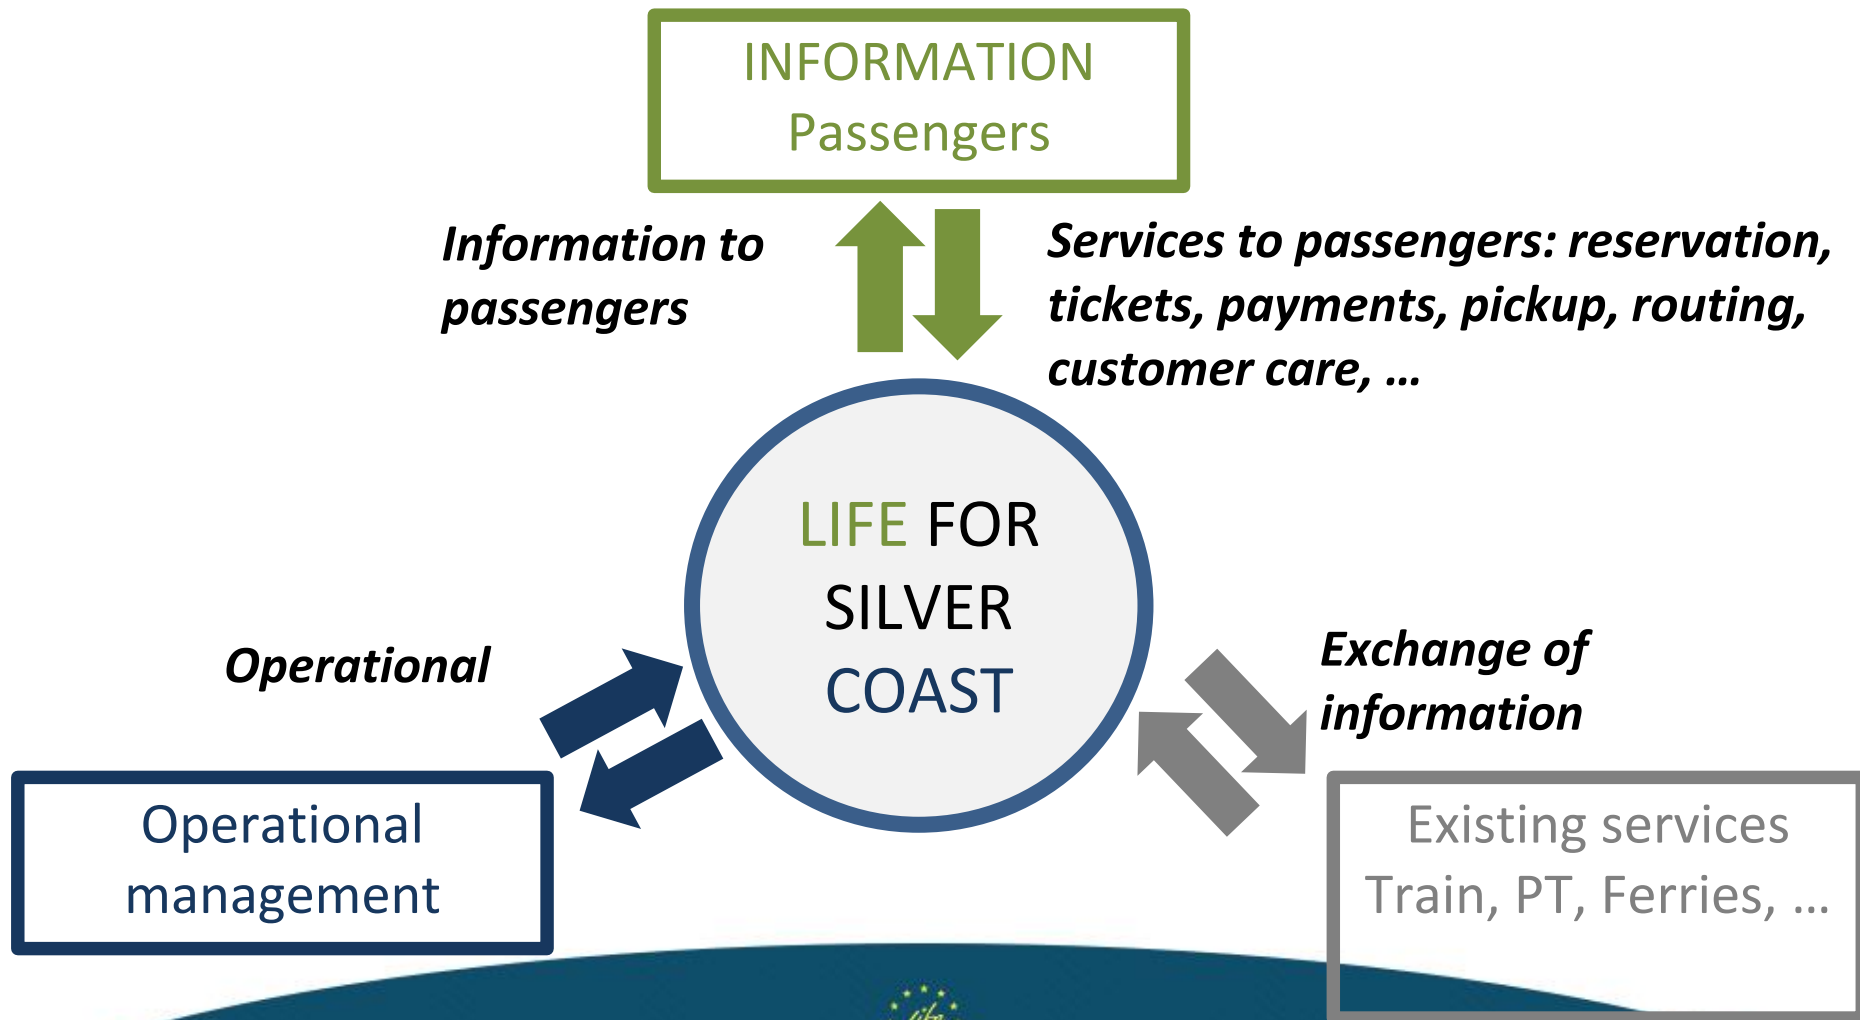 INFORMATION
Passengers
Information to
passengers
Services to passengers: reservation,
tickets, payments, pickup, routing,
customer care, ...
LIFE FOR
SILVER
COAST
Operational
Exchange of
information
Operational
management
Existing services
Train, PT, Ferries, ...
life